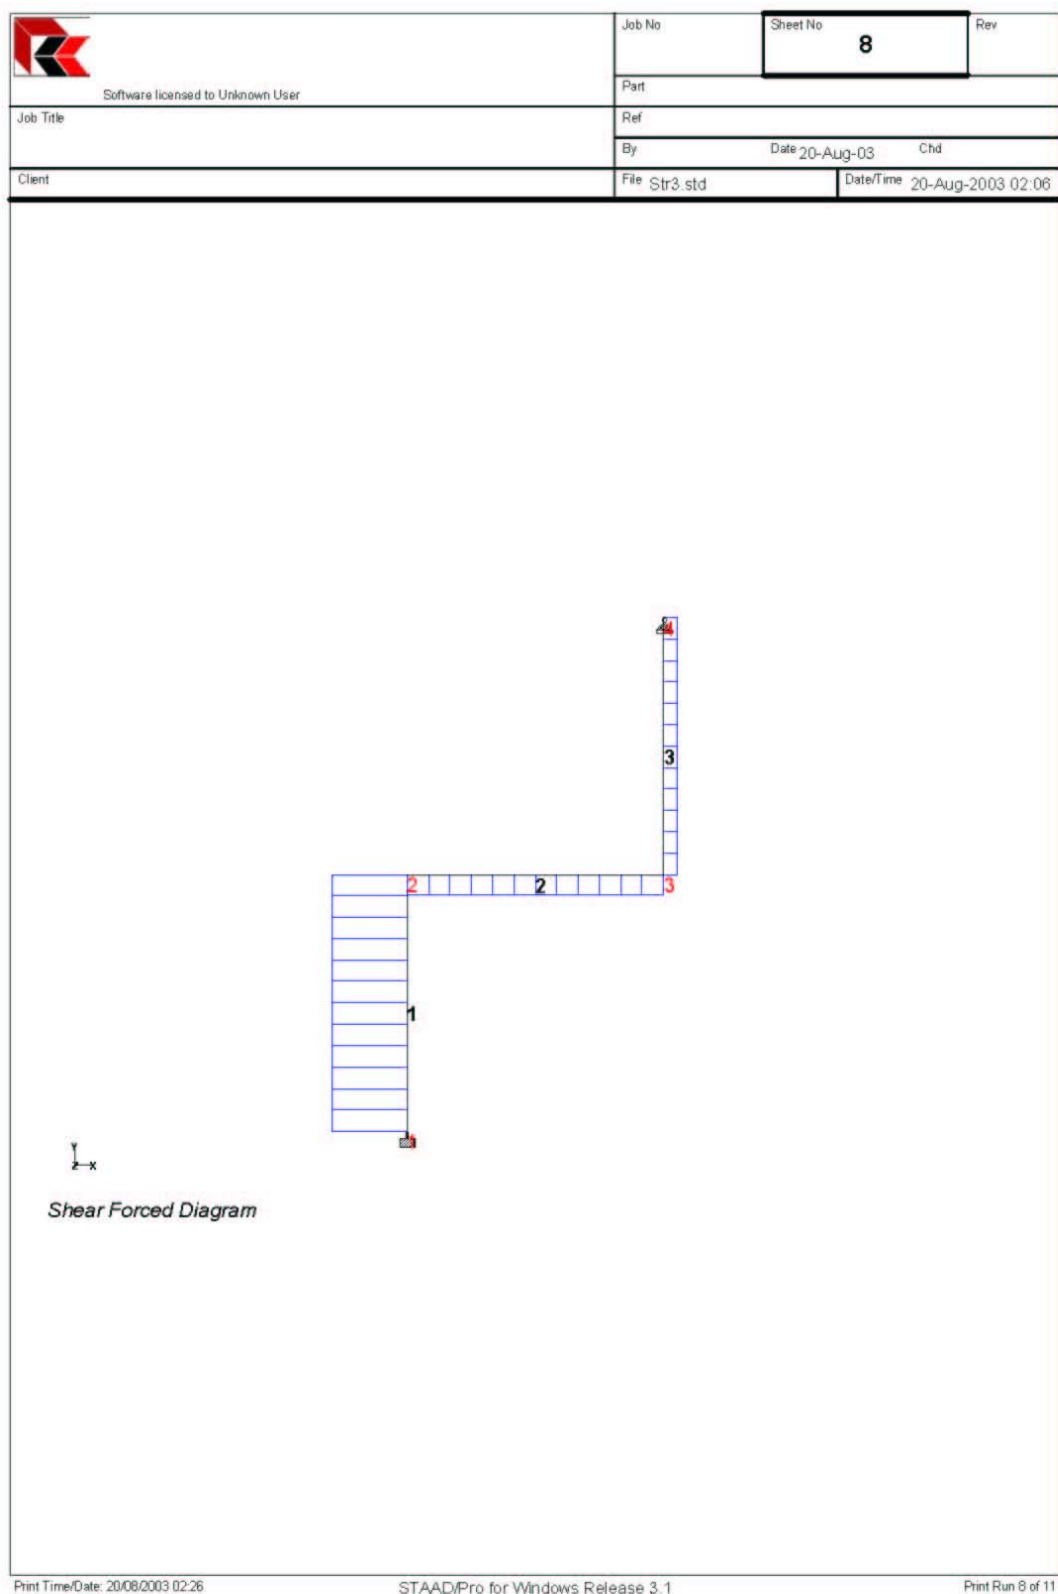 Job No
Sheet No
8
Rev
Software licensed to Unknown User
Part
Job Title
Ref
By
Date 20-Aug-03
Chd
Client
File Str3.std
Date/Time 20-Aug-2003 02:06
4
3
2
2
3
1
Y
Z X
Shear Forced Diagram
Print Time/Date: 20/08/2003 02:26
STAAD/Pro for Windows Release 3.1
Print Run 8 of 11